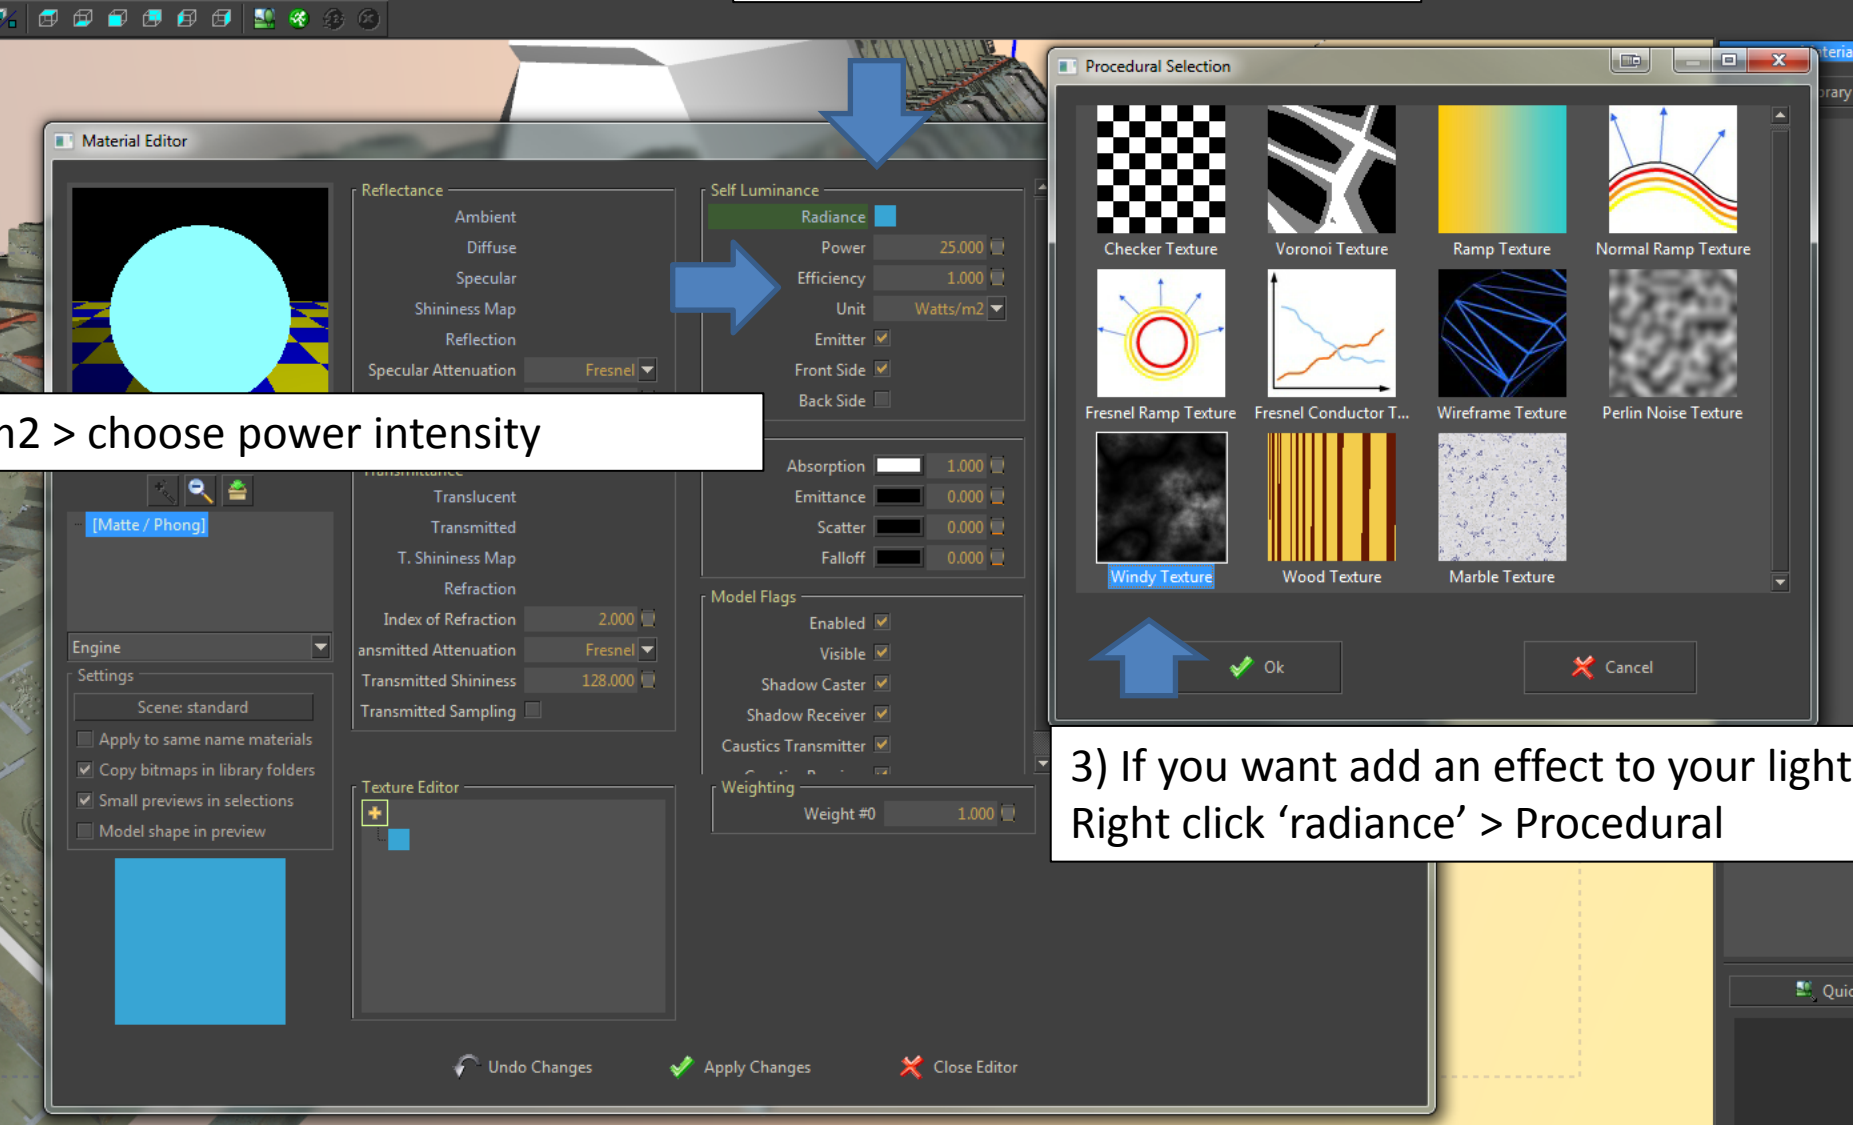 Procedural Selection
Checker Texture
Voronoi Texture
Ramp Texture
Normal Ramp Texture
Fresnel Ramp Texture
Fresnel Conductor T...
Wireframe Texture
Perlin Noise Texture
Windy Texture
Wood Texture
Marble Texture
Ok
Cancel
Material Editor
Reflectance
Ambient
Diffuse
Specular
Shininess Map
Reflection
Specular Attenuation Fresnel
Self Luminance
Radiance
Power 25.000
Efficiency 1.000
Unit Watts/m2
Emitter
Front Side
Back Side
> choose power intensity
Translucent
Transmitted
T. Shininess Map
Refraction
Index of Refraction 2.000
ansmitted Attenuation Fresnel
Transmitted Shininess 128.000
Transmitted Sampling
Absorption 1.000
Emittance 0.000
Scatter 0.000
Falloff 0.000
Model Flags
Enabled
Visible
Shadow Caster
Shadow Receiver
Caustics Transmitter
[Matte / Phong]
Engine
Settings
Scene: standard
Apply to same name materials
Copy bitmaps in library folders
Small previews in selections
Model shape in preview
Texture Editor
Weighting
Weight #0 1.000
Undo Changes
Apply Changes
Close Editor
3) If you want add an effect to your light
Right click ‘radiance’ > Procedural